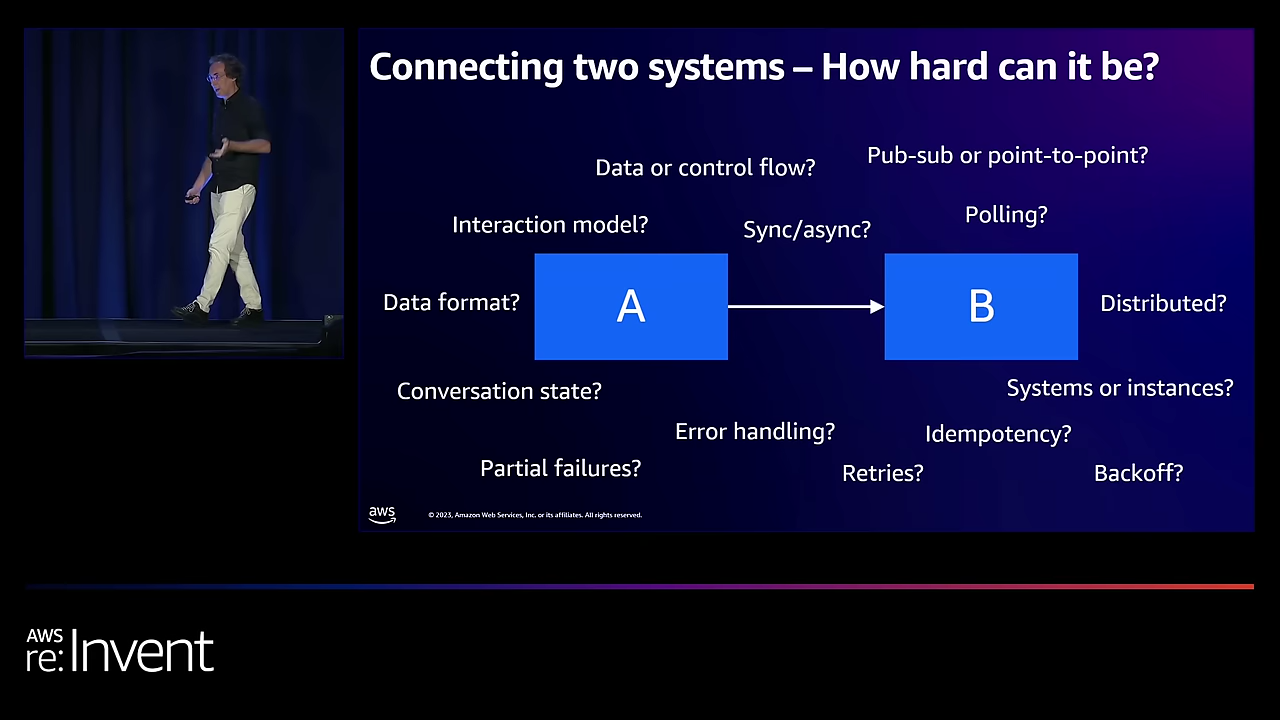 Connecting two systems – How hard can it be?
Pub-sub or point-to-point?
Data or control flow?
Polling?
Interaction model?
Sync/async?
Data format?
A
B
Distributed?
Conversation state?
Systems or instances?
Error handling?
Idempotency?
Partial failures?
Retries?
Backoff?
aws
© 2023, Amazon Web Services, Inc. or its affiliates. All rights reserved.
AWS
re:Invent